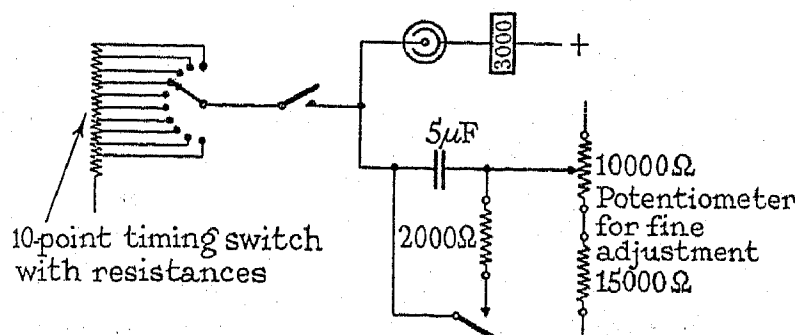 3000
+
5μF
10000Ω
Potentiometer
for fine
adjustment
15000Ω
2000Ω
10-point timing switch
with resistances